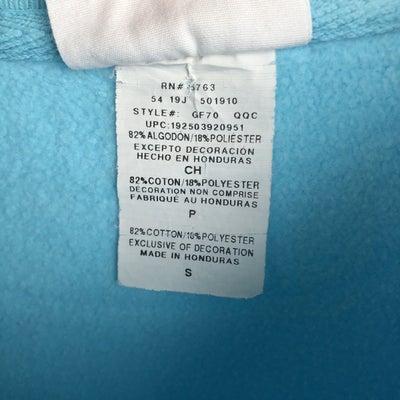 RN# 8763
54 19J 501910
STYLE#: GF70 QQC
UPC:192503920951
82%ALGODON/18%POLIESTER
EXCEPTO DECORACIÓN
HECHO EN HONDURAS
CH
82%COTON/18%POLYESTER
DECORATION NON COMPRISE
FABRIQUÉ AU HONDURAS
P
82%COTTON/18%POLYESTER
EXCLUSIVE OF DECORATION
MADE IN HONDURAS
S